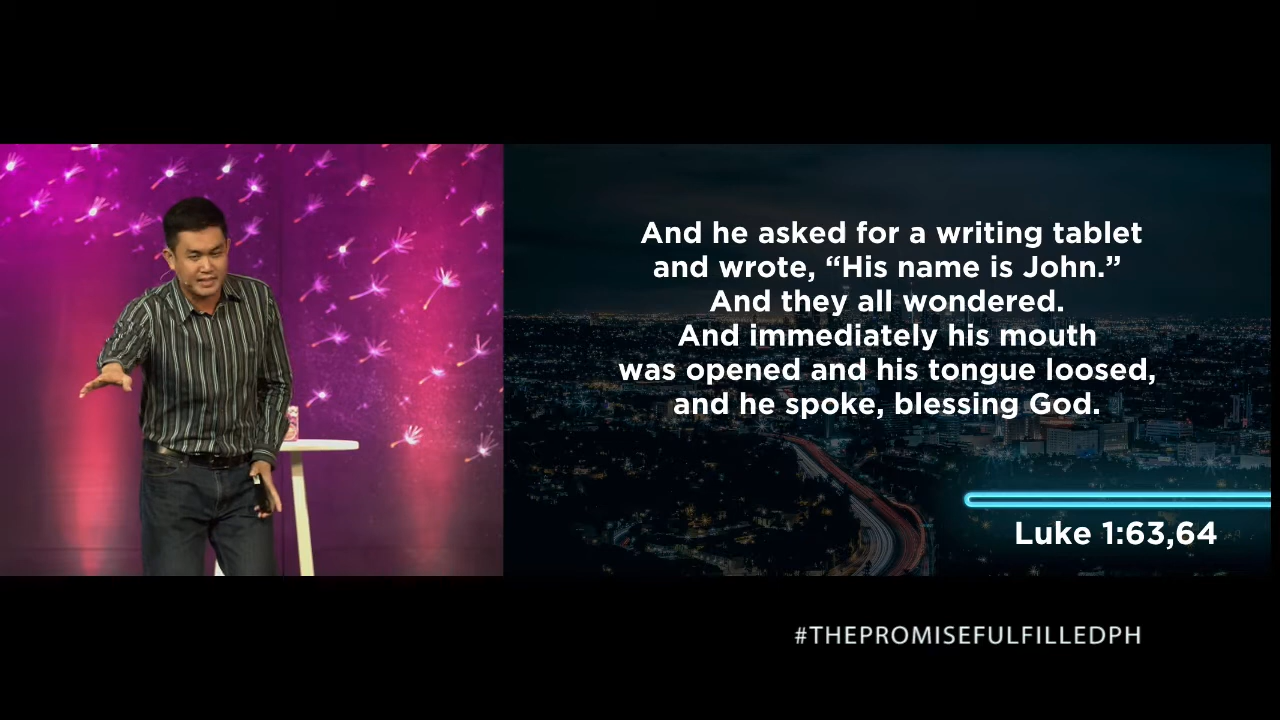 And he asked for a writing tablet
and wrote, “His name is John.”
And they all wondered.
And immediately his mouth
was opened and his tongue loosed,
and he spoke, blessing God.
Luke 1:63,64
#THEPROMISEFULFILLEDPH